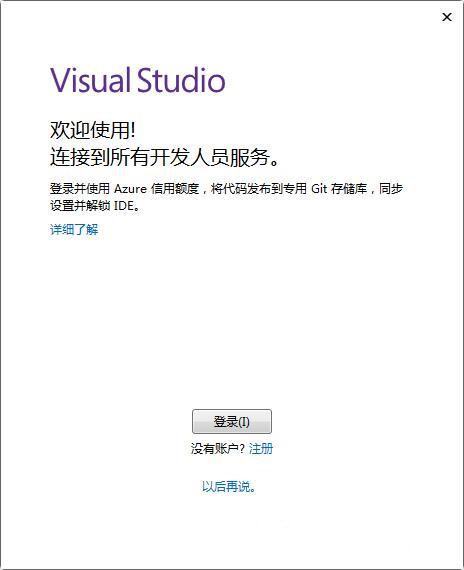 Visual Studio
欢迎使用!
连接到所有开发人员服务。
登录并使用 Azure 信用额度，将代码发布到专用 Git 存储库，同步
设置并解锁 IDE。
详细了解
登录(I)
没有账户? 注册
以后再说。